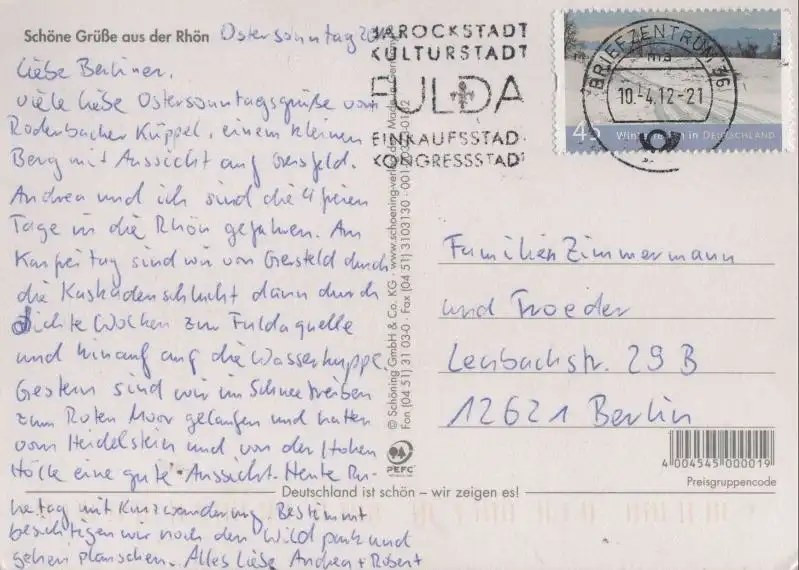 Schöne Grüße aus der Rhön Ostersonntag
Liebe Berliner,
viele liebe Ostersonntagsgrüße vom
Rodenbacher Küppel, einem kleinen
Berg mit Aussicht auf Gersfeld.
Andrea und ich sind die 4 freien
Tage in die Rhön gefahren. Am
Karfreitag sind wir von Gersfeld durch
die Kaskadenschlucht dann durch
dichte Wolken zur Fuldaquelle
und hinauf auf die Wasserkuppe.
Gestern sind wir im Schneetreiben
zum Roten Moor gelaufen und hatten
vom Heidelstein und von der Hohen
Hölle eine gute Aussicht. Heute Ru-
hetag mit Kurzwanderung. Bestimmt
besichtigen wir noch den Wildpark und
gehen planschen. Alles Liebe Andrea + Robert
BAROCKSTADT
KULTURSTADT
FULDA
EINKAUFSSTADT
KONGRESSSTADT
BRIEFZENTRUM 36
ma
10.-4.12-21
45 Winter in DEUTSCHLAND
© Schöning GmbH & Co. KG · www.schoening-verlag.de
Fon (04 51) 31 03-0 · Fax (04 51) 3103130
PEFC
Familien Zimmermann
und Troeder
Lenbachstr. 29 B
12621 Berlin
4 004545 000019
Preisgruppencode
Deutschland ist schön – wir zeigen es!